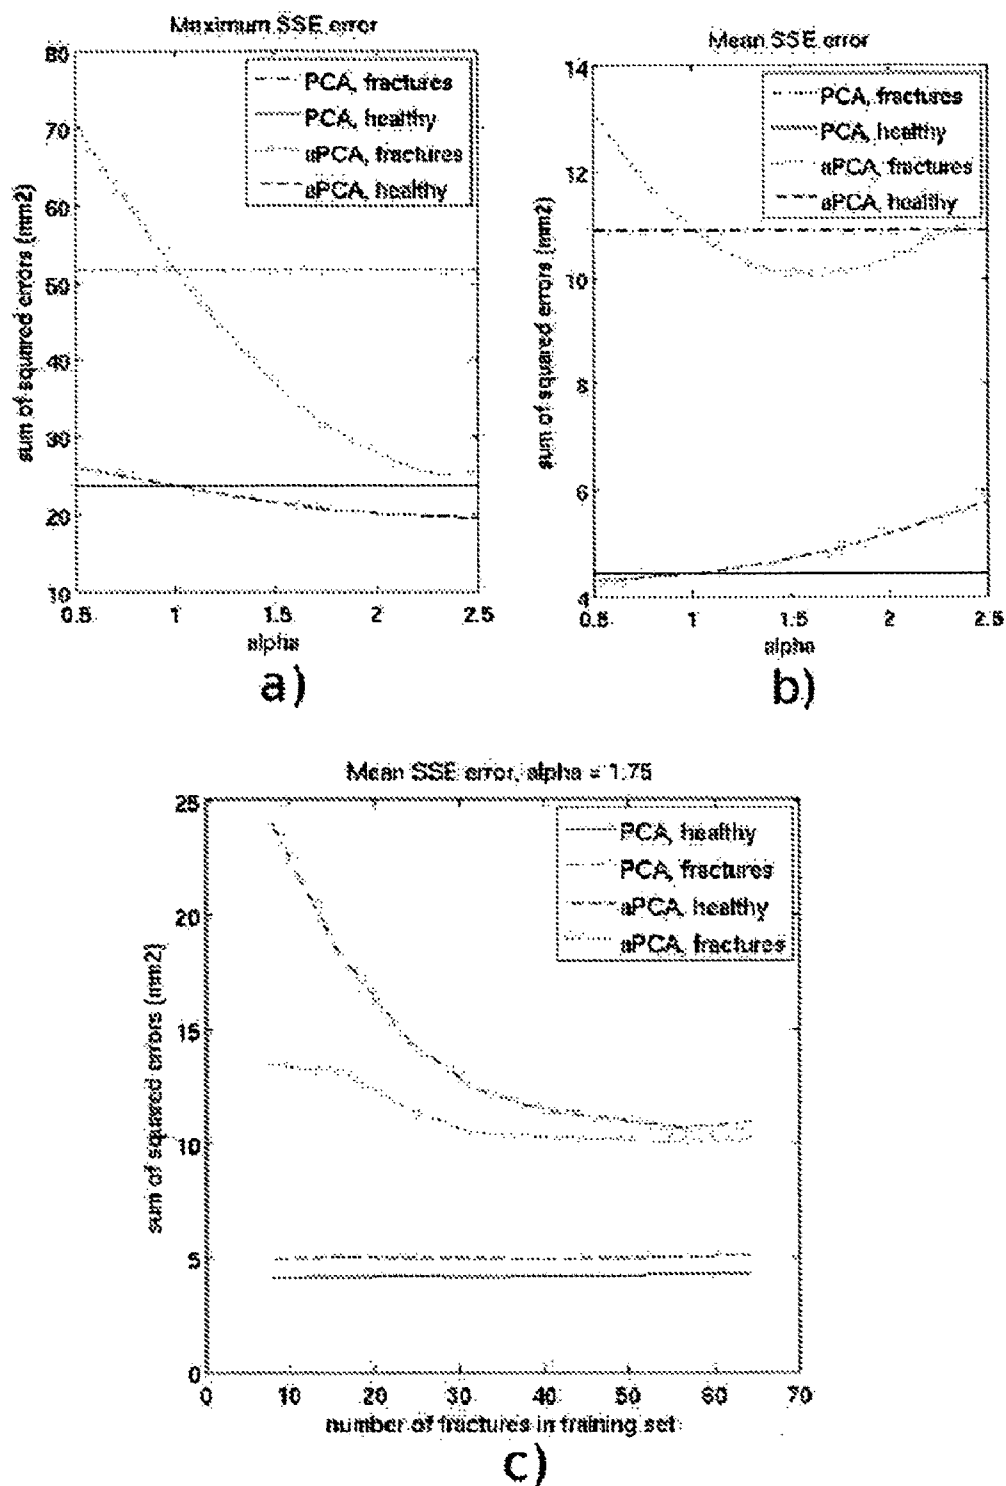 Maximum SSE error
80
70
60
50
40
30
20
10
0.5 1 1.5 2 2.5
sum of squared errors (mm2)
alpha
PCA, fractures
PCA, healthy
aPCA, fractures
aPCA, healthy
a)
Mean SSE error
14
12
10
8
6
4
0.5 1 1.5 2 2.5
sum of squared errors (mm2)
alpha
PCA, fractures
PCA, healthy
aPCA, fractures
aPCA, healthy
b)
Mean SSE error, alpha = 1.75
25
20
15
10
5
0
0 10 20 30 40 50 60 70
sum of squared errors (mm2)
number of fractures in training set
PCA, healthy
PCA, fractures
aPCA, healthy
aPCA, fractures
c)